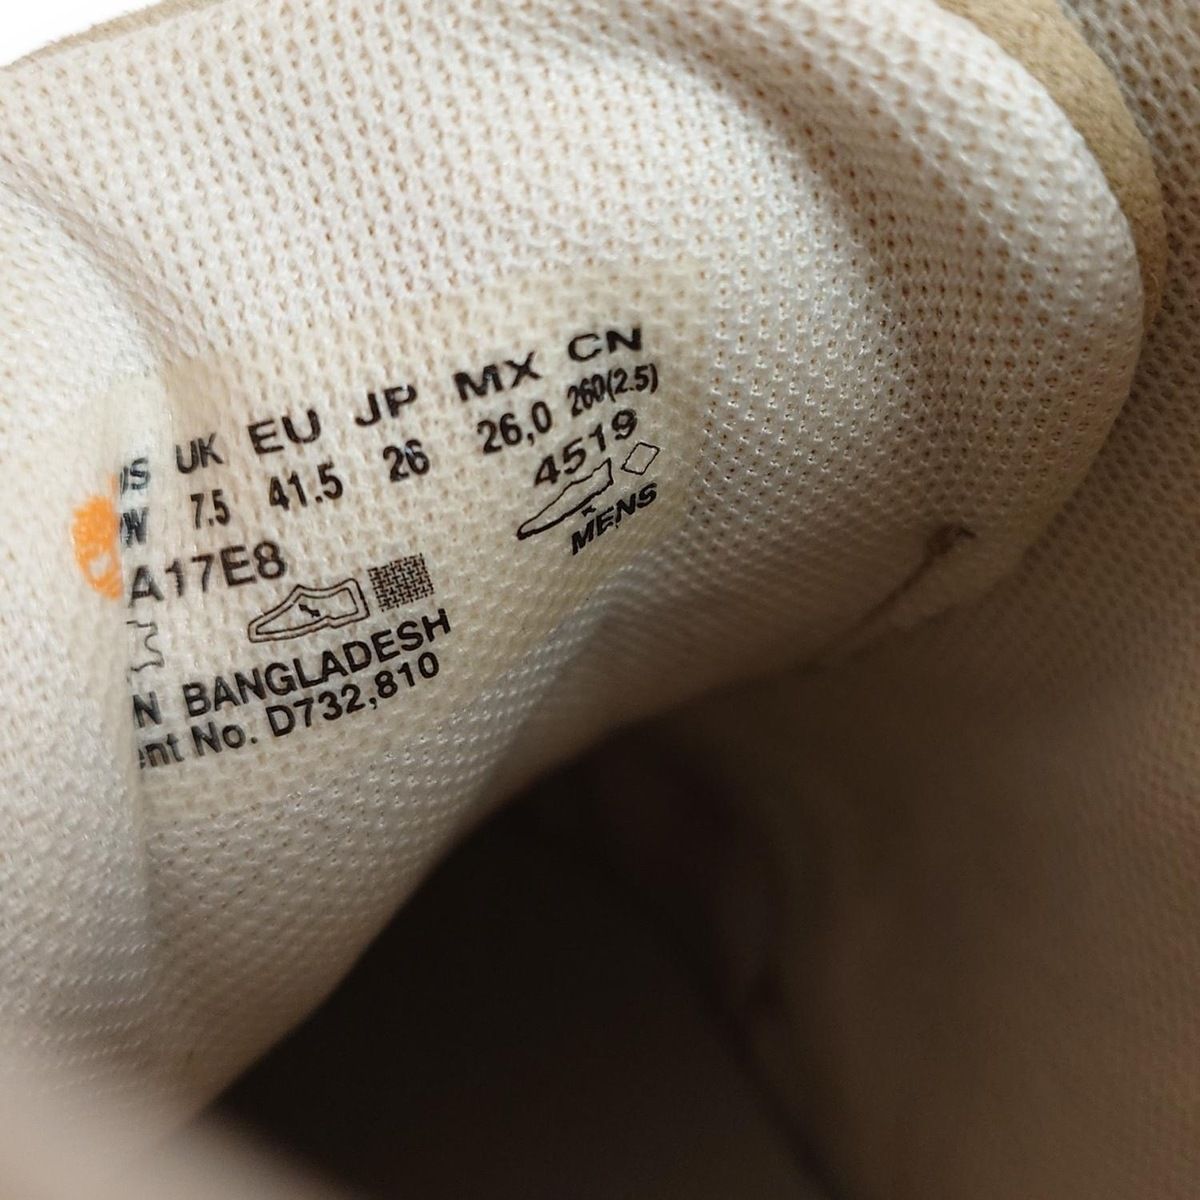 US UK EU JP MX CN
W 7.5 41.5 26 26,0 260(2.5)
A17E8 4519
MENS
N BANGLADESH
ent No. D732,810